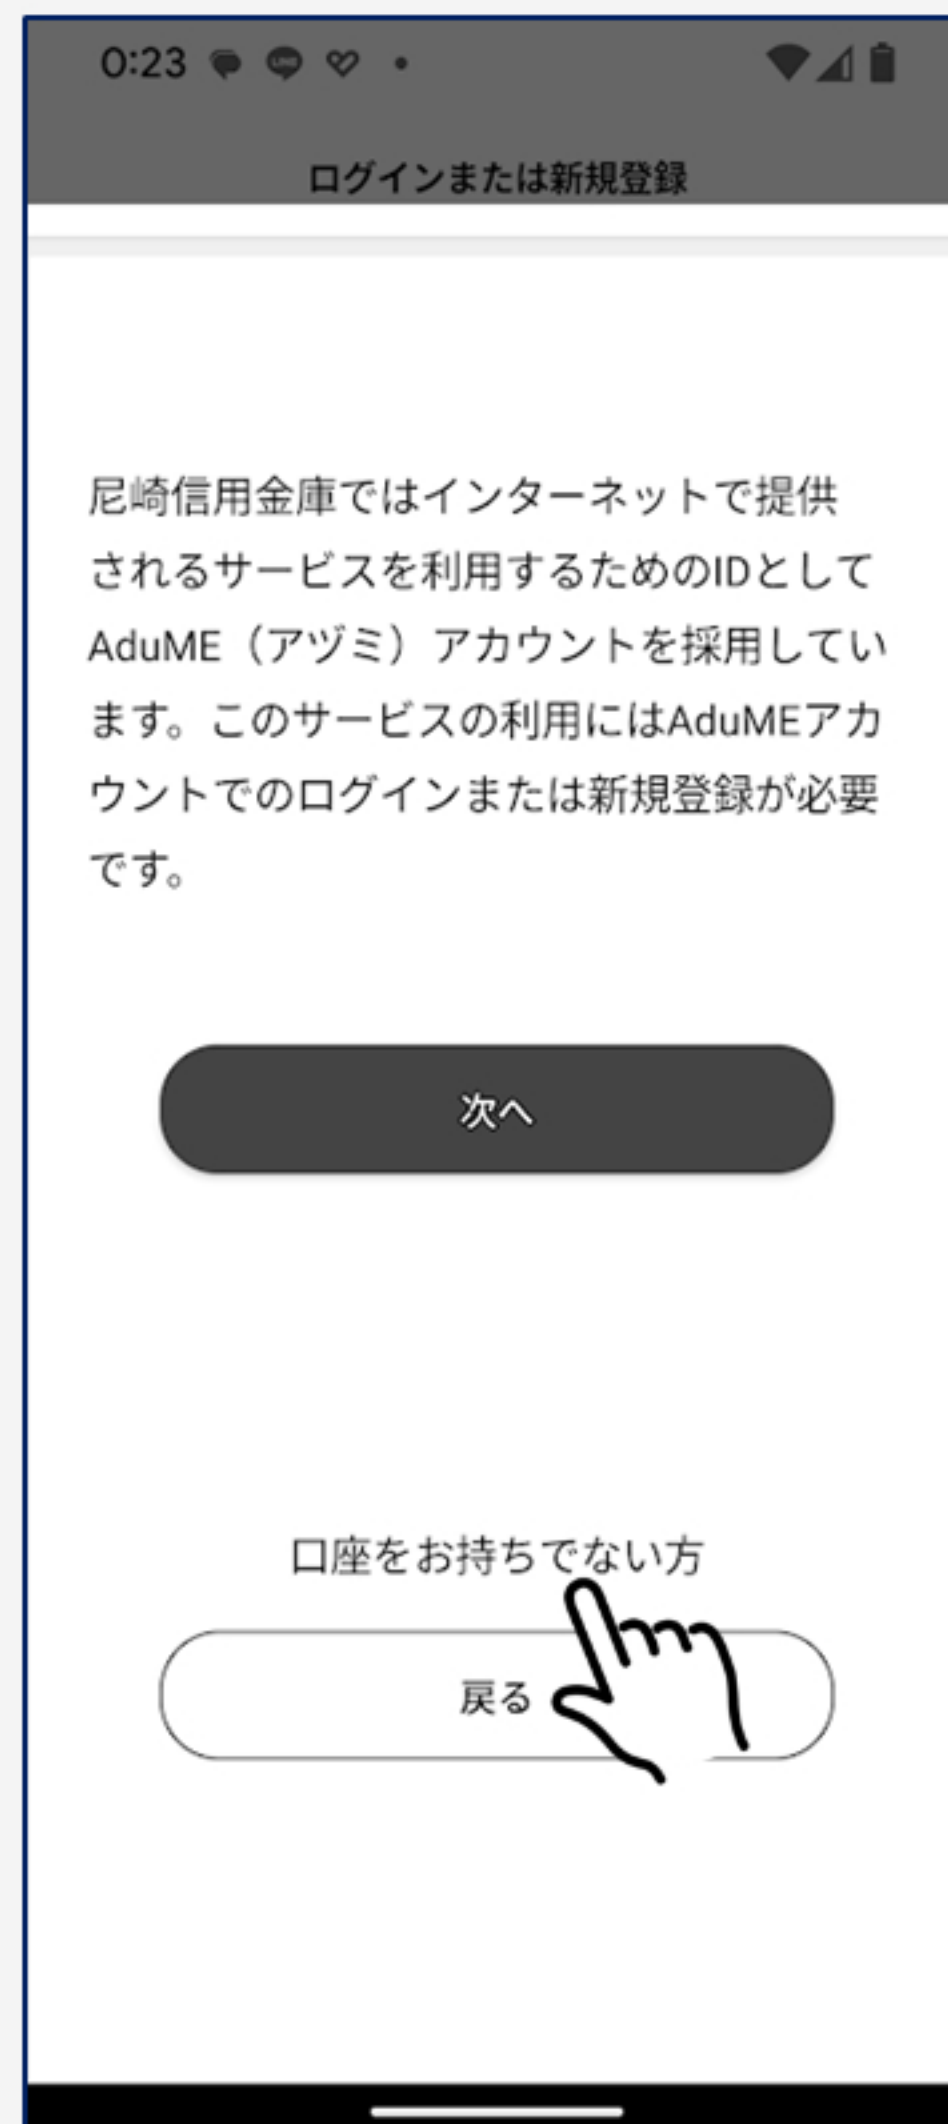 0:23
ログインまたは新規登録
尼崎信用金庫ではインターネットで提供
されるサービスを利用するためのIDとして
AduME（アヅミ）アカウントを採用してい
ます。このサービスの利用にはAduMEアカ
ウントでのログインまたは新規登録が必要
です。
次へ
口座をお持ちでない方
戻る